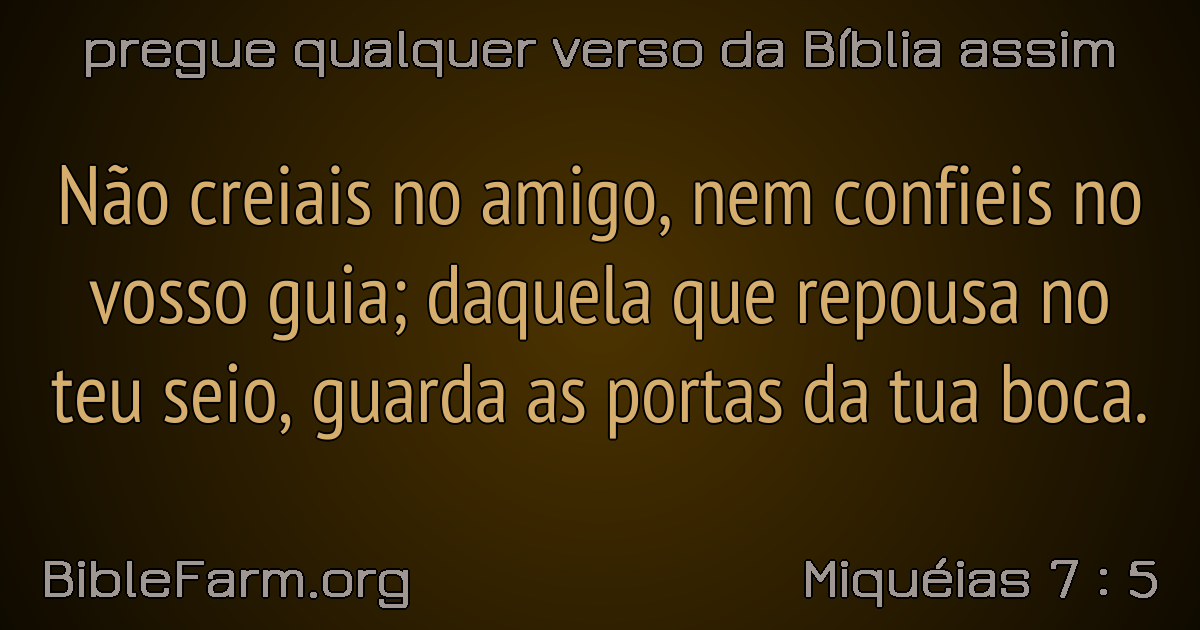 pregue qualquer verso da Bíblia assim
Não creiais no amigo, nem confieis no
vosso guia; daquela que repousa no
teu seio, guarda as portas da tua boca.
BibleFarm.org
Miquéias 7 : 5